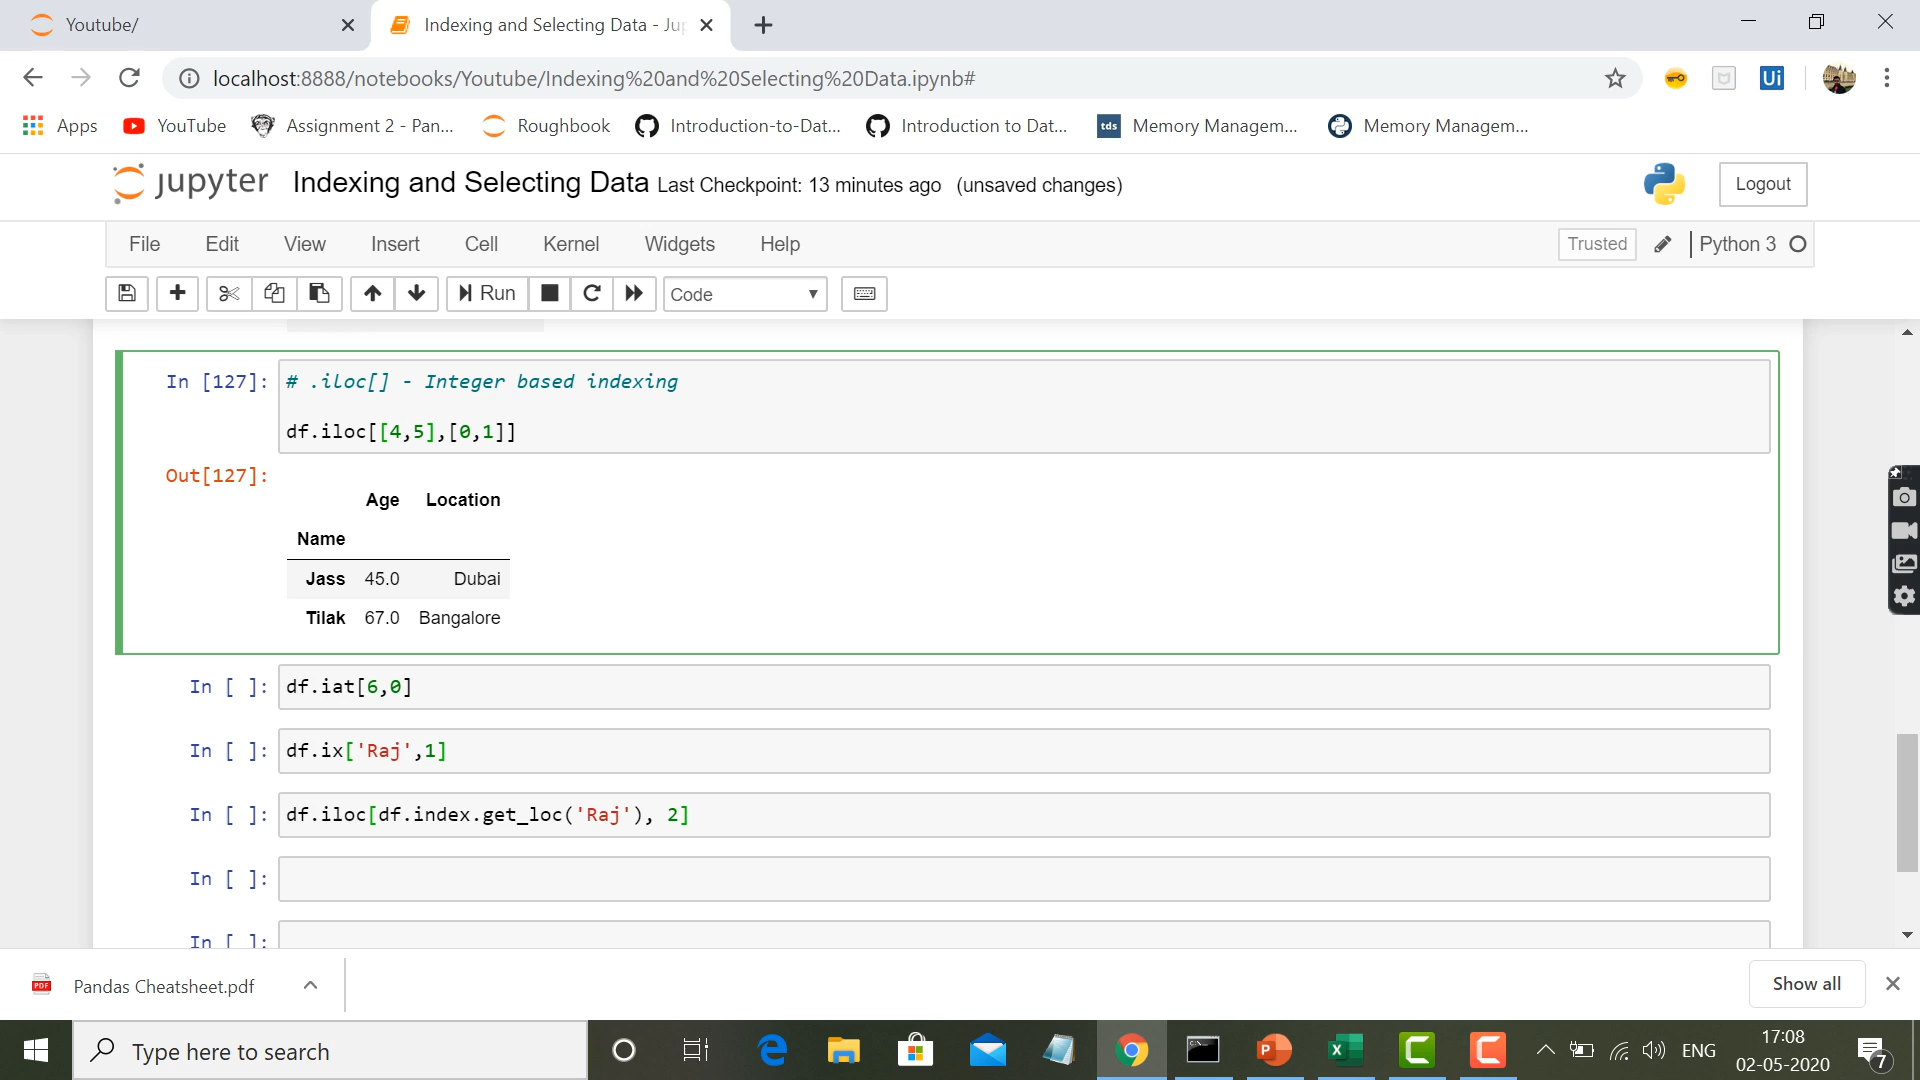 Youtube/
Indexing and Selecting Data - Jup
localhost:8888/notebooks/Youtube/Indexing%20and%20Selecting%20Data.ipynb#
Ui
Apps YouTube Assignment 2 - Pan... Roughbook Introduction-to-Dat... Introduction to Dat... tds Memory Managem... Memory Managem...
jupyter Indexing and Selecting Data Last Checkpoint: 13 minutes ago (unsaved changes) Logout
File Edit View Insert Cell Kernel Widgets Help Trusted Python 3
Run Code
In [127]: # .iloc[] - Integer based indexing
df.iloc[[4,5],[0,1]]
Out[127]:
Age Location
Name
Jass 45.0 Dubai
Tilak 67.0 Bangalore
In [ ]: df.iat[6,0]
In [ ]: df.ix['Raj',1]
In [ ]: df.iloc[df.index.get_loc('Raj'), 2]
In [ ]:
In [ ]:
PDF Pandas Cheatsheet.pdf Show all
Type here to search
ENG
17:08
02-05-2020
7